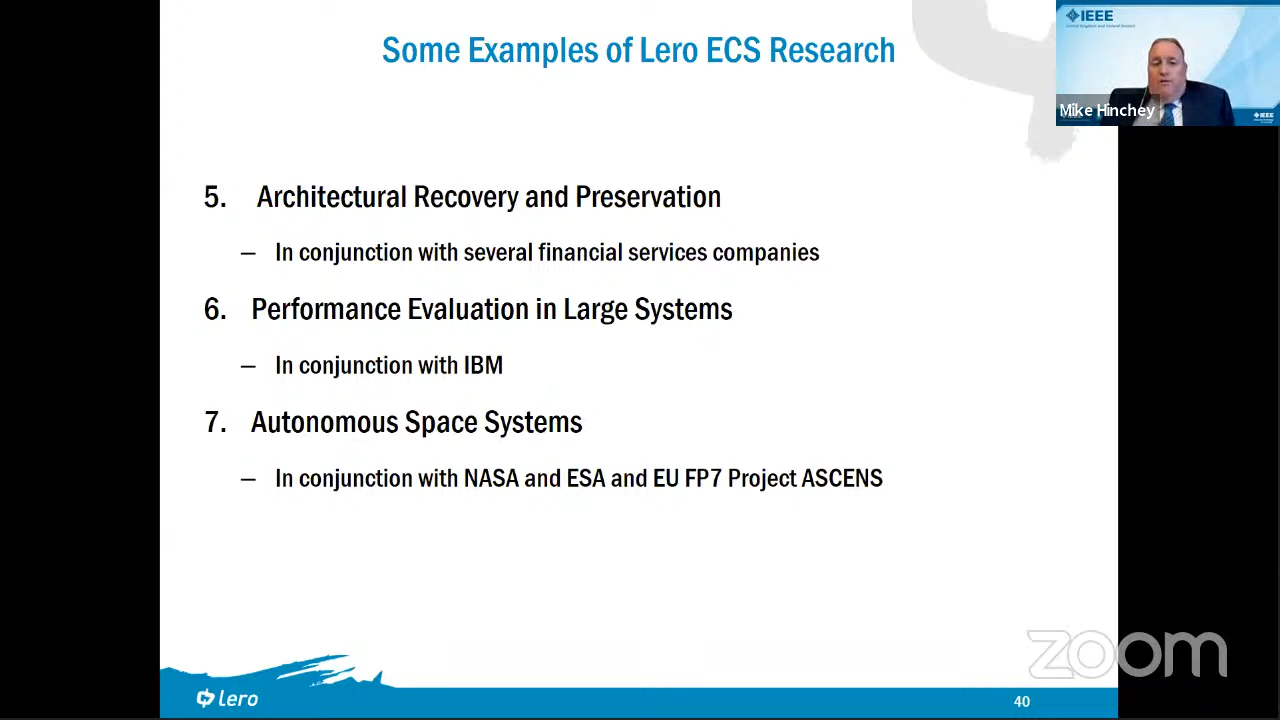 Some Examples of Lero ECS Research
IEEE
Mike Hinchey
IEEE
5. Architectural Recovery and Preservation
– In conjunction with several financial services companies
6. Performance Evaluation in Large Systems
– In conjunction with IBM
7. Autonomous Space Systems
– In conjunction with NASA and ESA and EU FP7 Project ASCENS
zoom
Lero
40